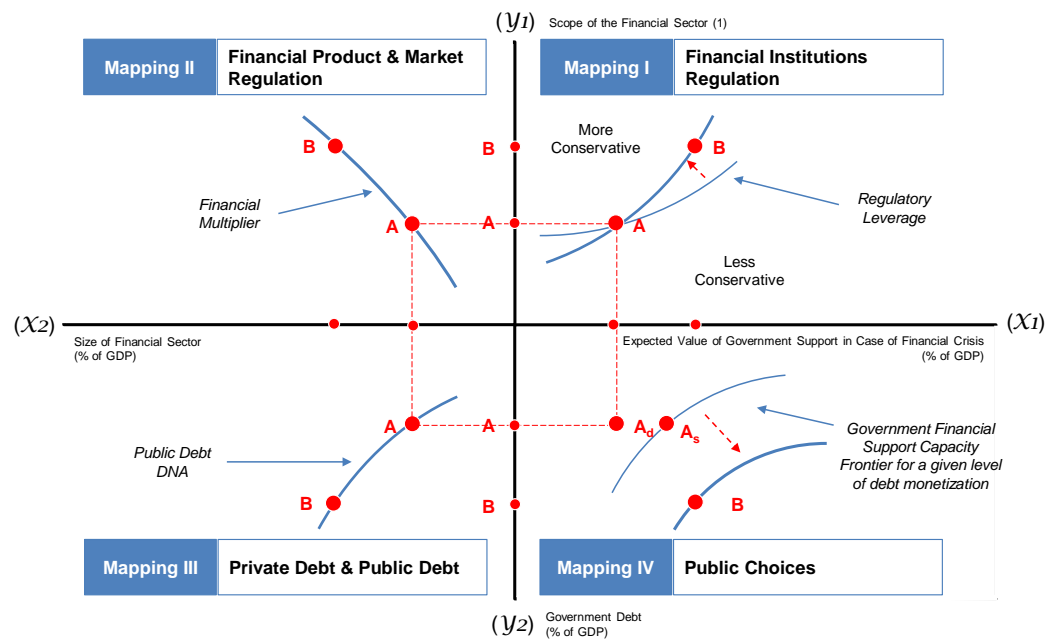 (y1) Scope of the Financial Sector (1)
Mapping II
Financial Product & Market
Regulation
Mapping I
Financial Institutions
Regulation
More
Conservative
B
B
B
Financial
Multiplier
Regulatory
Leverage
A
A
A
Less
Conservative
(x2)
(x1)
Size of Financial Sector
(% of GDP)
Expected Value of Government Support in Case of Financial Crisis
(% of GDP)
A
A
Ad
As
Public Debt
DNA
Government Financial
Support Capacity
Frontier for a given level
of debt monetization
B
B
B
Mapping III
Private Debt & Public Debt
Mapping IV
Public Choices
(y2) Government Debt
(% of GDP)